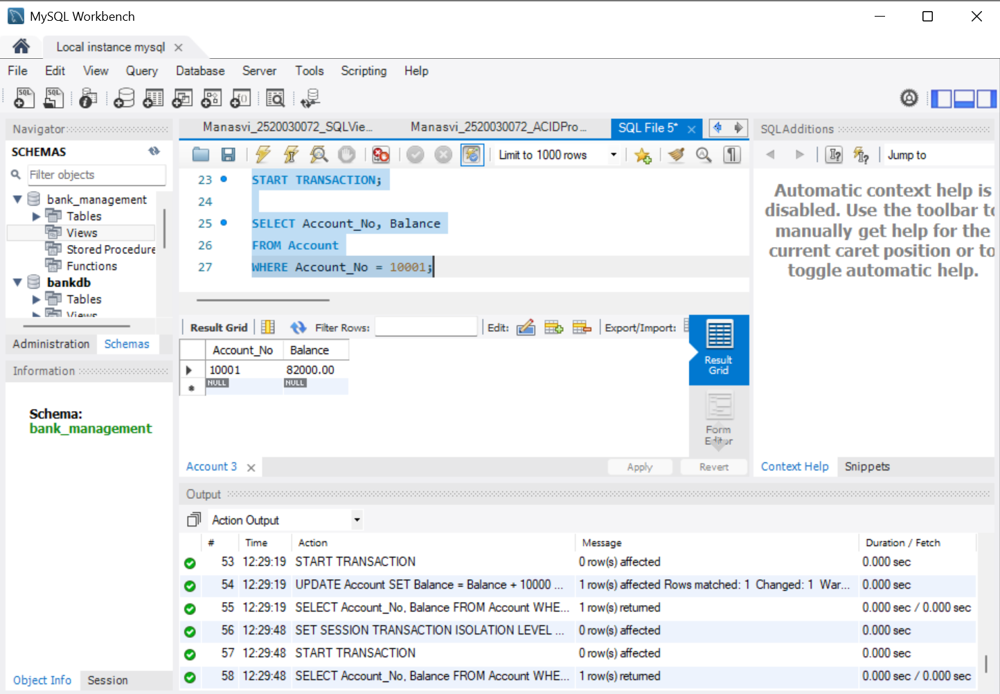 MySQL Workbench
Local instance mysql
File Edit View Query Database Server Tools Scripting Help
Navigator
SCHEMAS
Filter objects
bank_management
Tables
Views
Stored Procedure
Functions
bankdb
Tables
Views
Administration Schemas
Information
Schema:
bank_management
Object Info Session
Manasvi_2520030072_SQLVie... Manasvi_2520030072_ACIDPro... SQL File 5*
Limit to 1000 rows
23 START TRANSACTION;
24
25 SELECT Account_No, Balance
26 FROM Account
27 WHERE Account_No = 10001;
Result Grid Filter Rows: Edit: Export/Import:
Account_No Balance
10001 82000.00
NULL NULL
Result
Grid
Form
Editor
Account 3 Apply Revert
SQLAdditions
Jump to
Automatic context help is
disabled. Use the toolbar to
manually get help for the
current caret position or to
toggle automatic help.
Context Help Snippets
Output
Action Output
# Time Action Message Duration / Fetch
53 12:29:19 START TRANSACTION 0 row(s) affected 0.000 sec
54 12:29:19 UPDATE Account SET Balance = Balance + 10000 ... 1 row(s) affected Rows matched: 1 Changed: 1 War... 0.000 sec
55 12:29:19 SELECT Account_No, Balance FROM Account WHE... 1 row(s) returned 0.000 sec / 0.000 sec
56 12:29:48 SET SESSION TRANSACTION ISOLATION LEVEL ... 0 row(s) affected 0.000 sec
57 12:29:48 START TRANSACTION 0 row(s) affected 0.000 sec
58 12:29:48 SELECT Account_No, Balance FROM Account WHE... 1 row(s) returned 0.000 sec / 0.000 sec